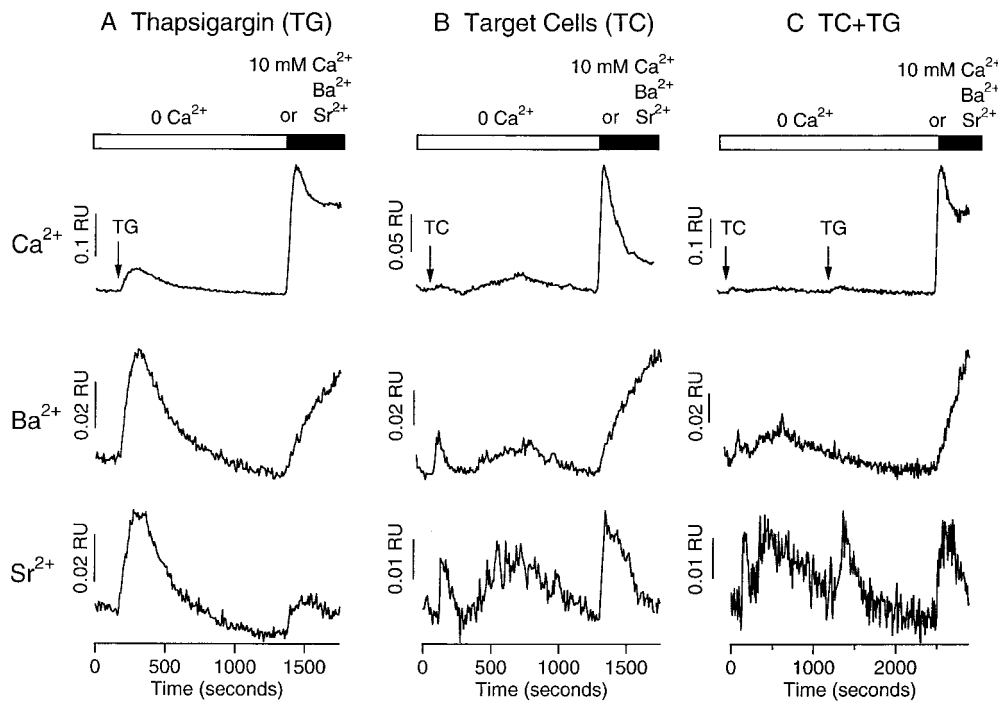 A Thapsigargin (TG)
10 mM Ca2+
Ba2+
0 Ca2+ or Sr2+
B Target Cells (TC)
10 mM Ca2+
Ba2+
0 Ca2+ or Sr2+
C TC+TG
10 mM Ca2+
Ba2+
0 Ca2+ or Sr2+
Ca2+
0.1 RU
TG
0.05 RU
TC
0.1 RU
TC
TG
Ba2+
0.02 RU
0.02 RU
0.02 RU
Sr2+
0.02 RU
0.01 RU
0.01 RU
0 500 1000 1500
Time (seconds)
0 500 1000 1500
Time (seconds)
0 1000 2000
Time (seconds)